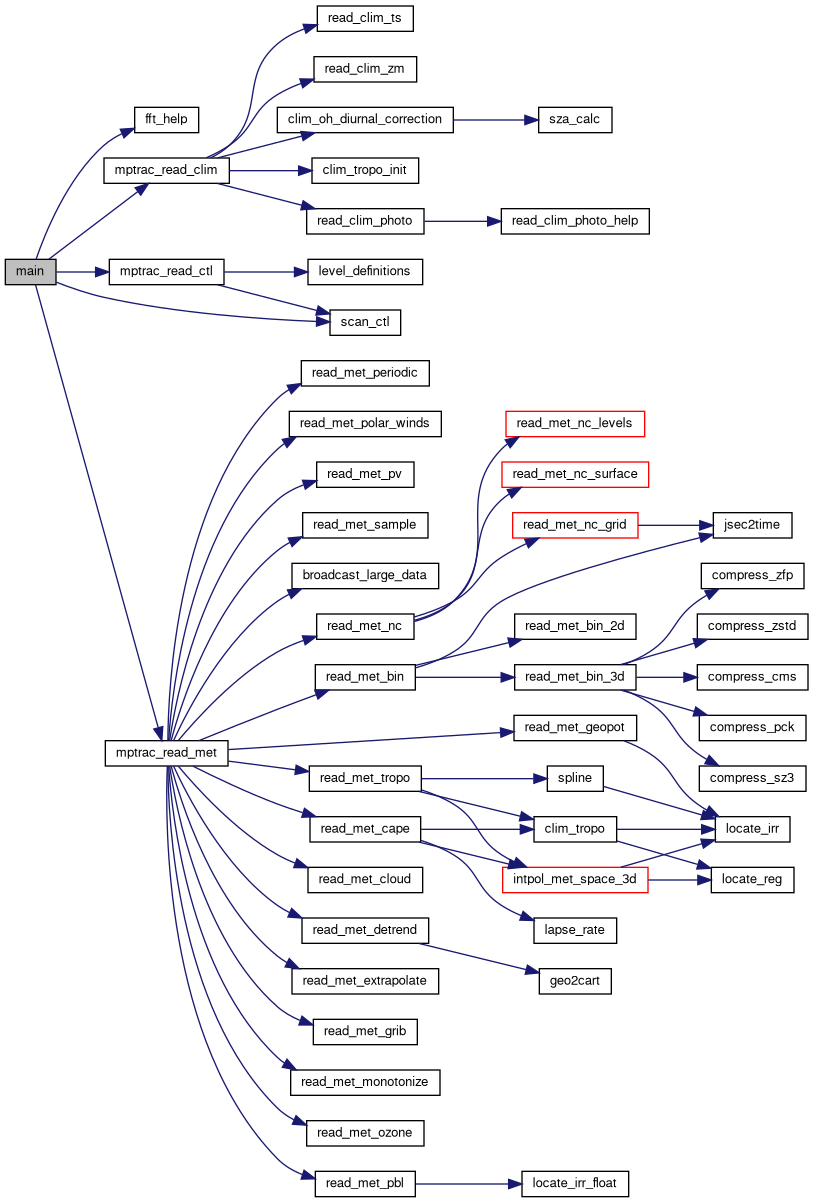 read_clim_ts
read_clim_zm
fft_help
clim_oh_diurnal_correction
sza_calc
mptrac_read_clim
clim_tropo_init
read_clim_photo
read_clim_photo_help
main
mptrac_read_ctl
level_definitions
scan_ctl
read_met_periodic
read_met_polar_winds
read_met_nc_levels
read_met_pv
read_met_nc_surface
read_met_sample
read_met_nc_grid
jsec2time
broadcast_large_data
compress_zfp
read_met_nc
read_met_bin_2d
compress_zstd
read_met_bin
read_met_bin_3d
compress_cms
read_met_geopot
compress_pck
mptrac_read_met
read_met_tropo
spline
compress_sz3
read_met_cape
clim_tropo
locate_irr
read_met_cloud
intpol_met_space_3d
locate_reg
read_met_detrend
lapse_rate
read_met_extrapolate
geo2cart
read_met_grib
read_met_monotonize
read_met_ozone
read_met_pbl
locate_irr_float